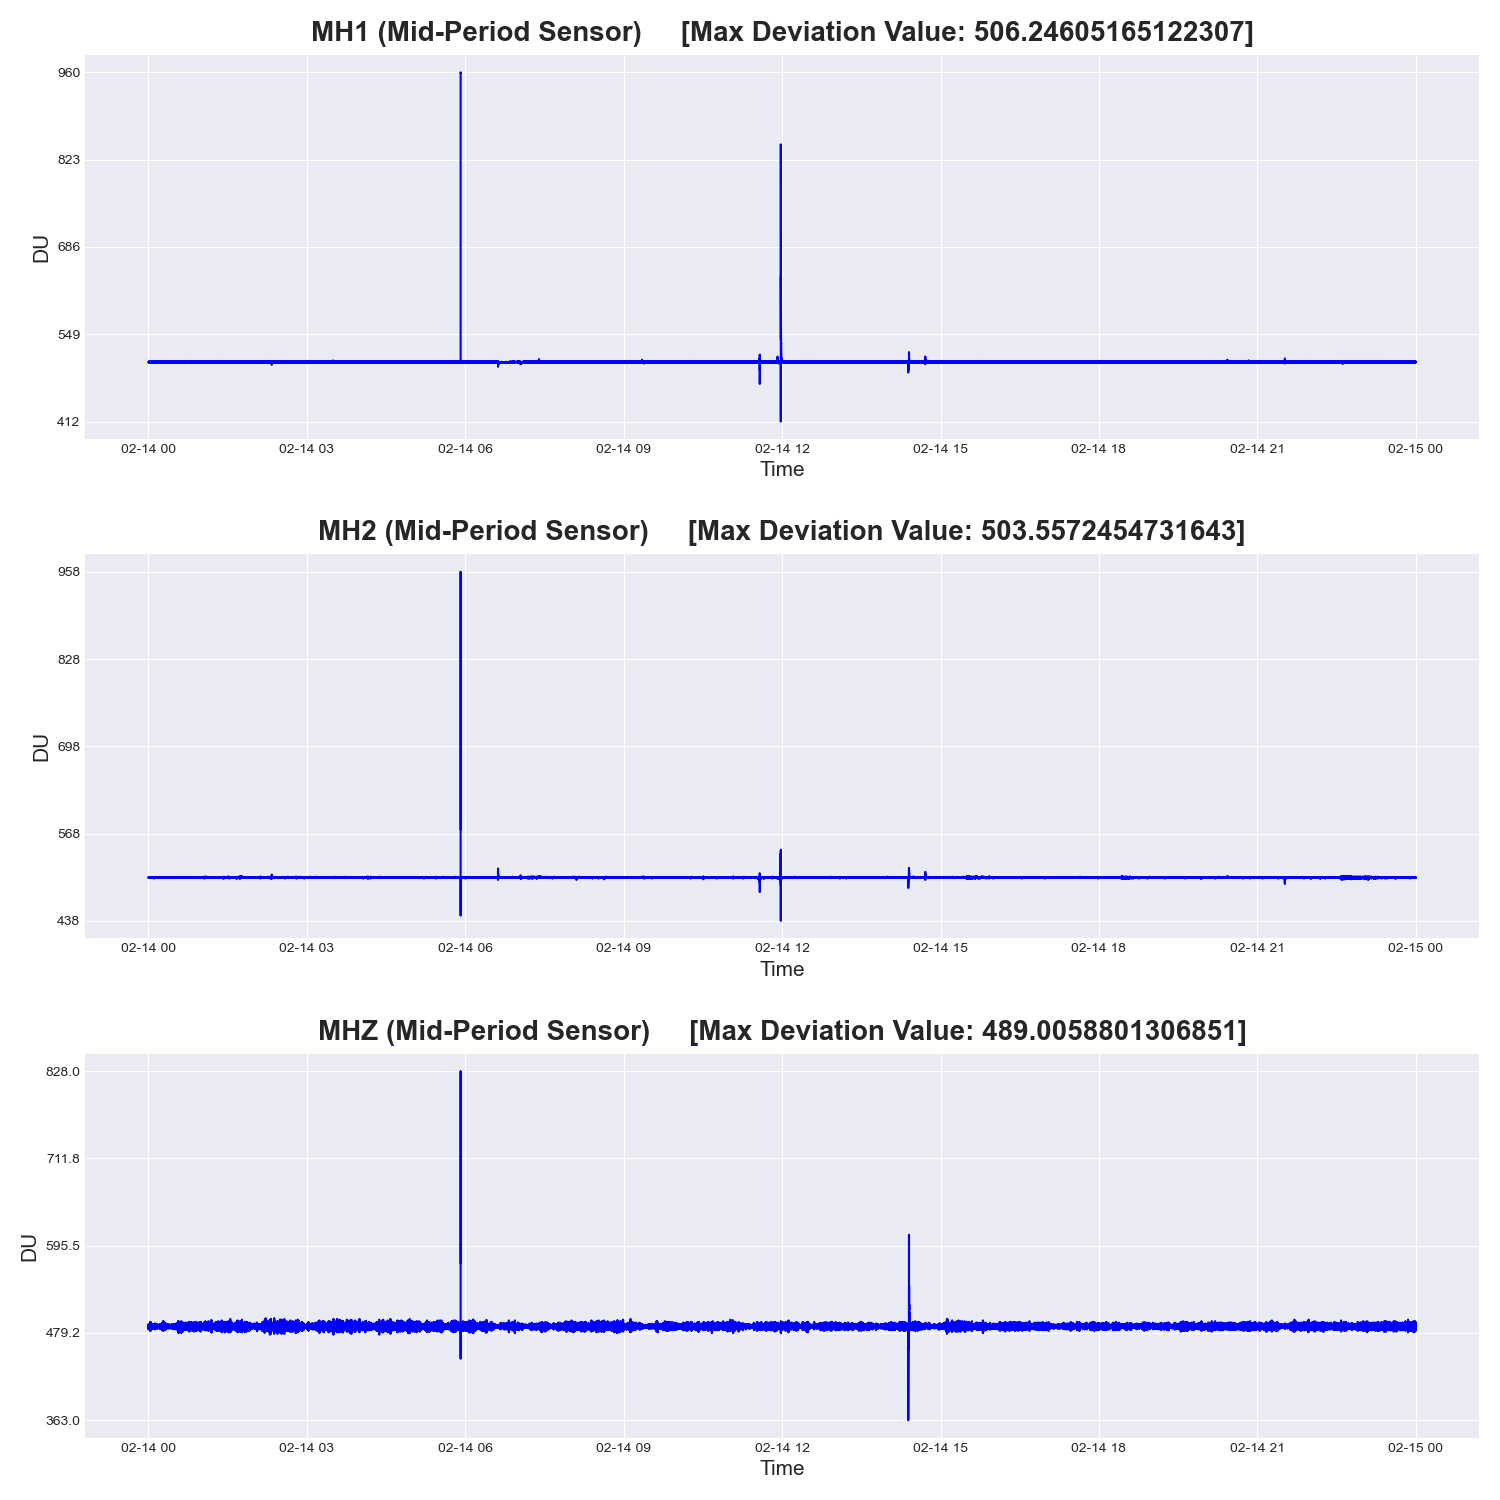 MH1 (Mid-Period Sensor) [Max Deviation Value: 506.24605165122307]
960
823
686
549
412
DU
02-14 00 02-14 03 02-14 06 02-14 09 02-14 12 02-14 15 02-14 18 02-14 21 02-15 00
Time
MH2 (Mid-Period Sensor) [Max Deviation Value: 503.5572454731643]
958
828
698
568
438
DU
02-14 00 02-14 03 02-14 06 02-14 09 02-14 12 02-14 15 02-14 18 02-14 21 02-15 00
Time
MHZ (Mid-Period Sensor) [Max Deviation Value: 489.0058801306851]
828.0
711.8
595.5
479.2
363.0
DU
02-14 00 02-14 03 02-14 06 02-14 09 02-14 12 02-14 15 02-14 18 02-14 21 02-15 00
Time